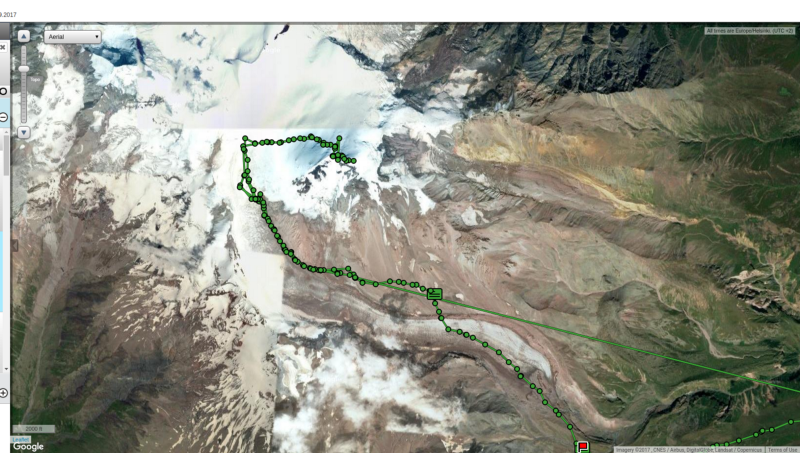 9.2017
Aerial
All times are Europe/Helsinki. (UTC +2)
2000 ft
Leaflet
Google
Imagery ©2017, CNES / Airbus, DigitalGlobe, Landsat / Copernicus
Terms of Use